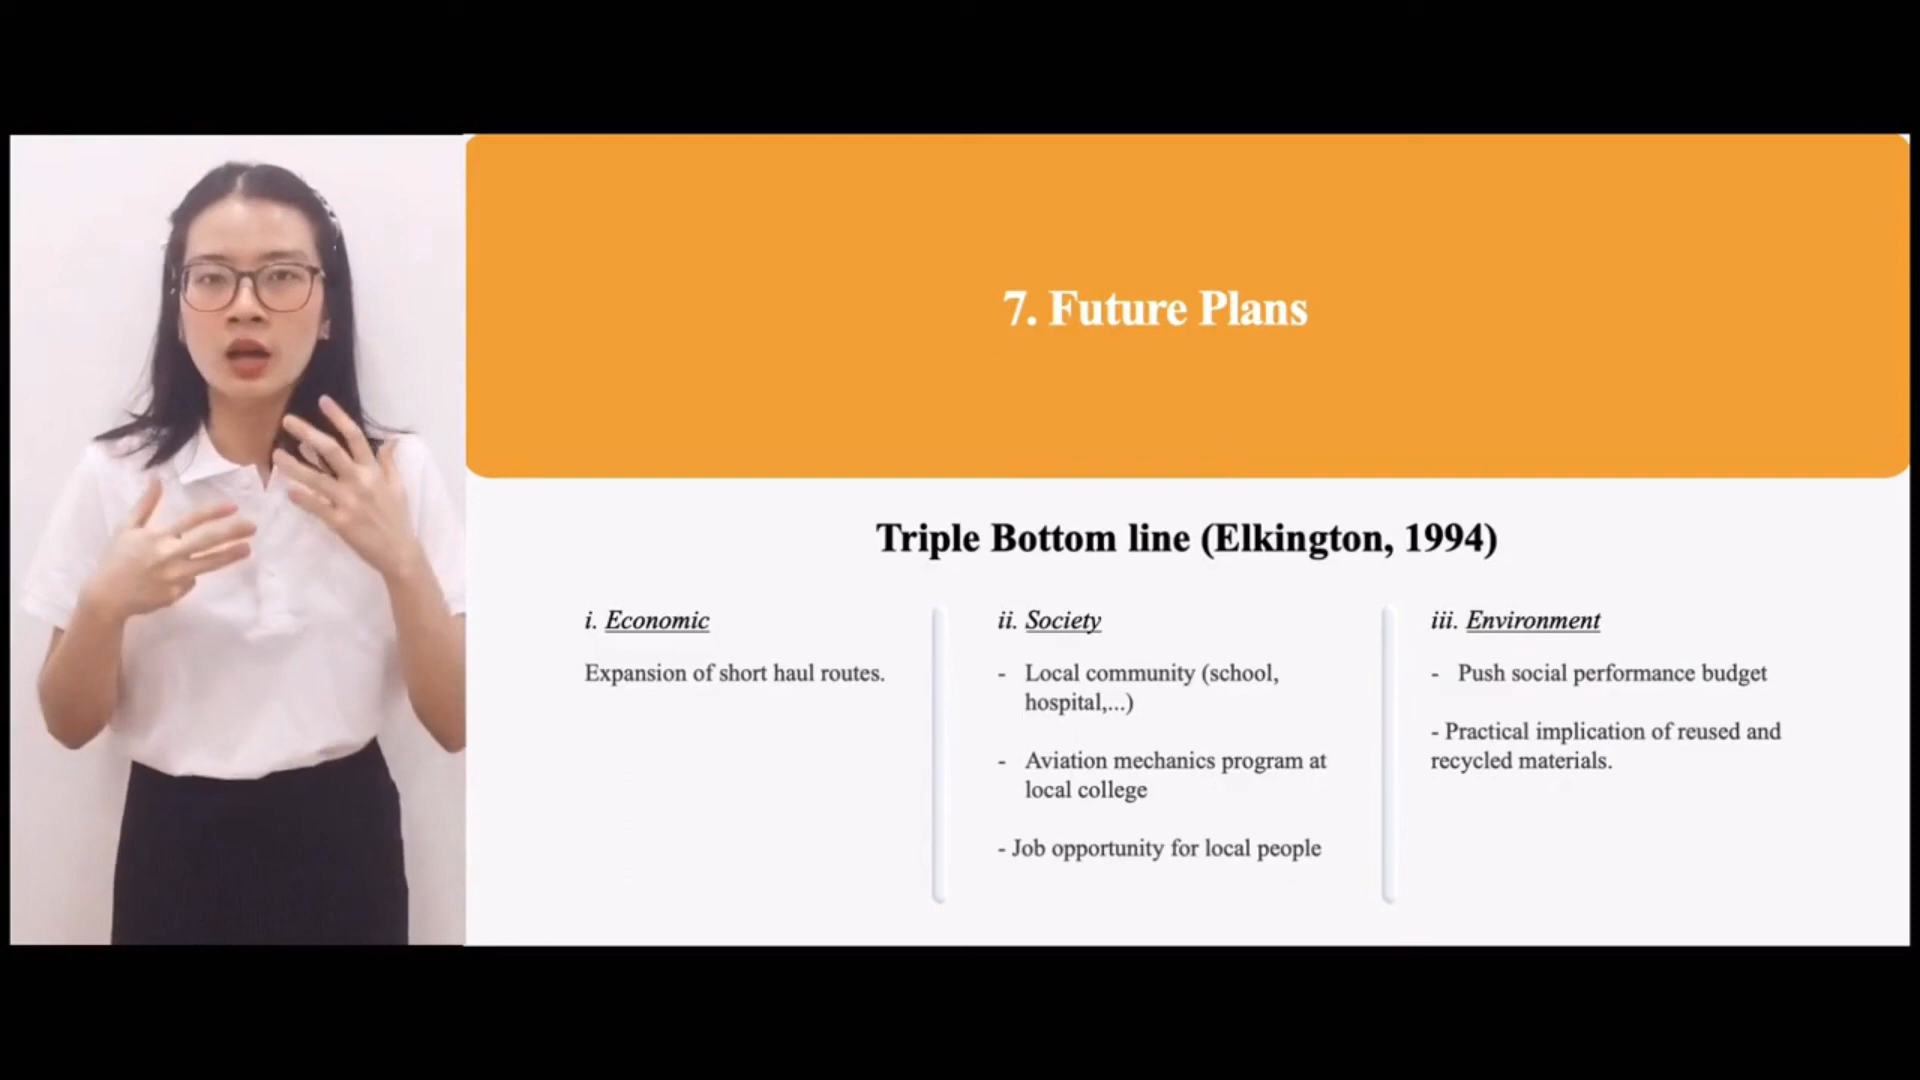 7. Future Plans
Triple Bottom line (Elkington, 1994)
i. Economic
Expansion of short haul routes.
ii. Society
- Local community (school,
hospital,...)
- Aviation mechanics program at
local college
- Job opportunity for local people
iii. Environment
- Push social performance budget
- Practical implication of reused and
recycled materials.